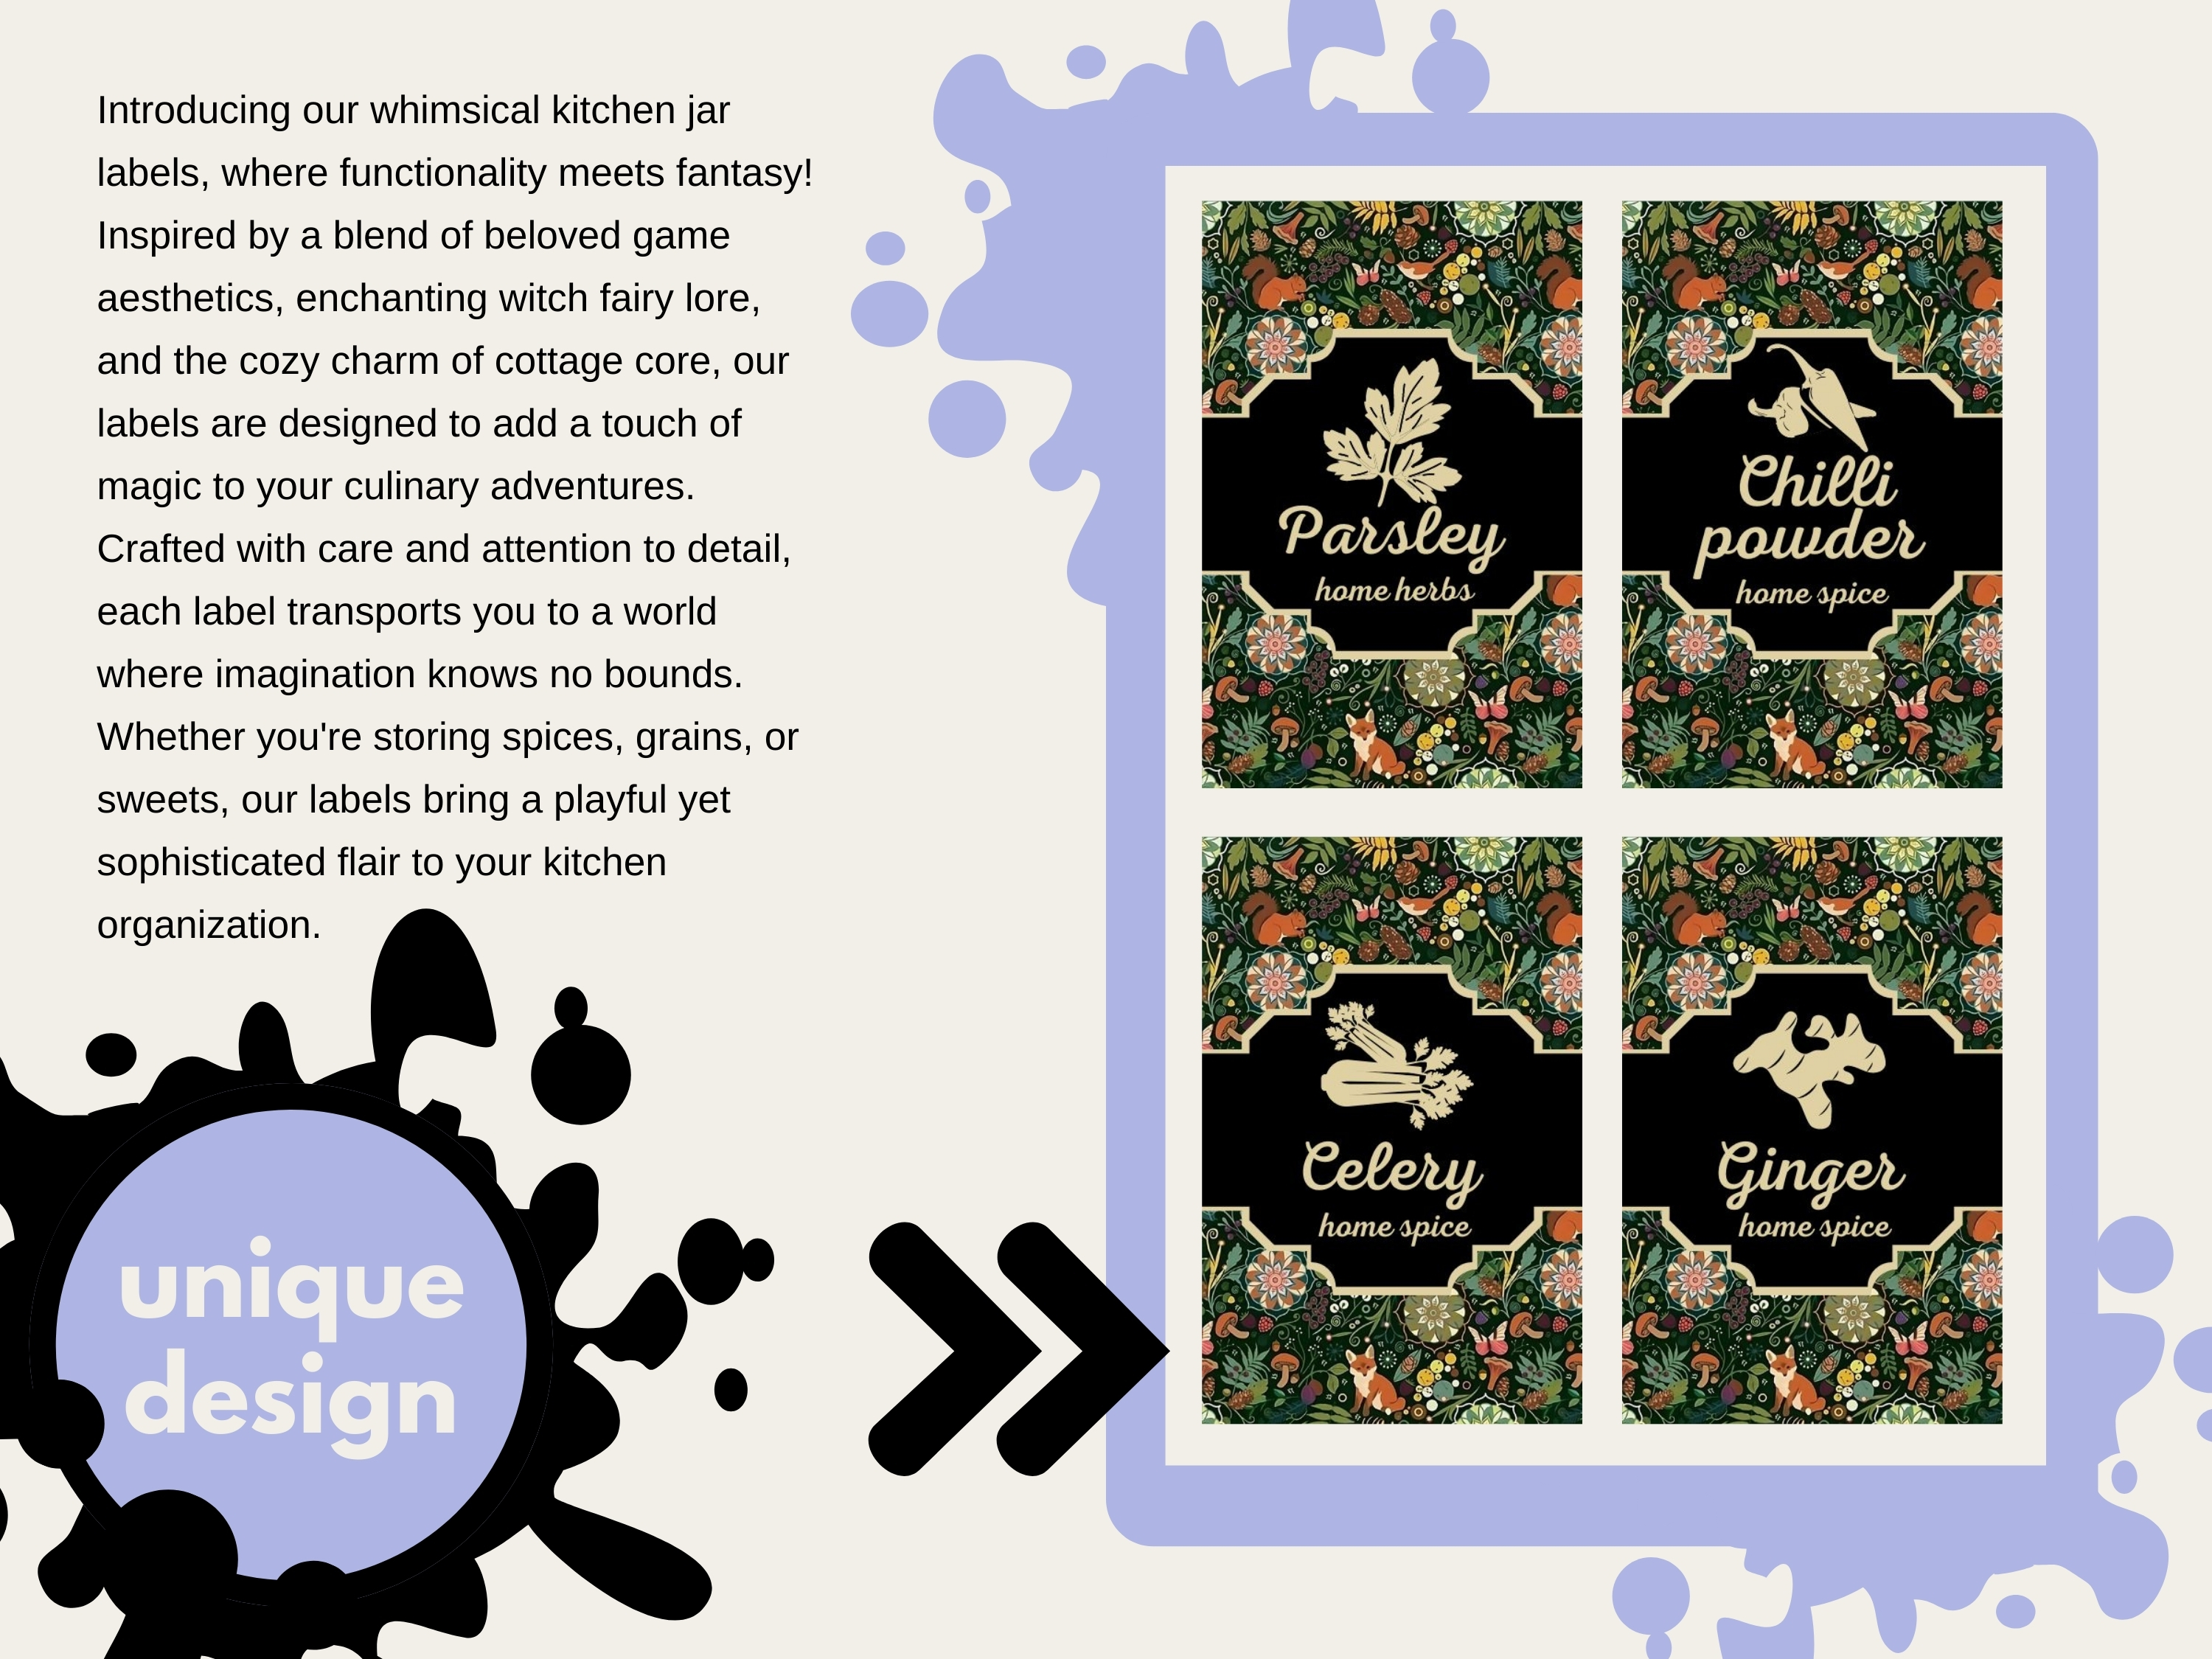 Introducing our whimsical kitchen jar
labels, where functionality meets fantasy!
Inspired by a blend of beloved game
aesthetics, enchanting witch fairy lore,
and the cozy charm of cottage core, our
labels are designed to add a touch of
magic to your culinary adventures.
Crafted with care and attention to detail,
each label transports you to a world
where imagination knows no bounds.
Whether you're storing spices, grains, or
sweets, our labels bring a playful yet
sophisticated flair to your kitchen
organization.
unique
design
Parsley
home herbs
Chilli
powder
home spice
Celery
home spice
Ginger
home spice